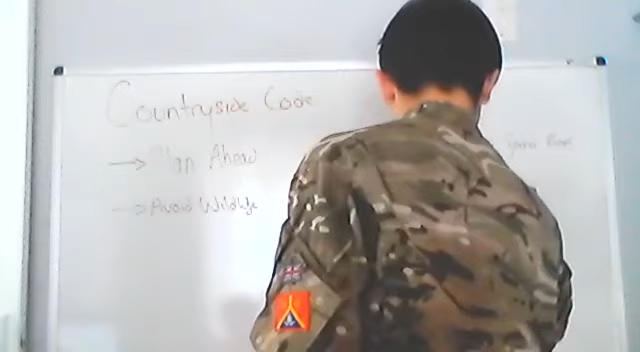 Countryside Code
→ Plan Ahead
→ Avoid Wildlife